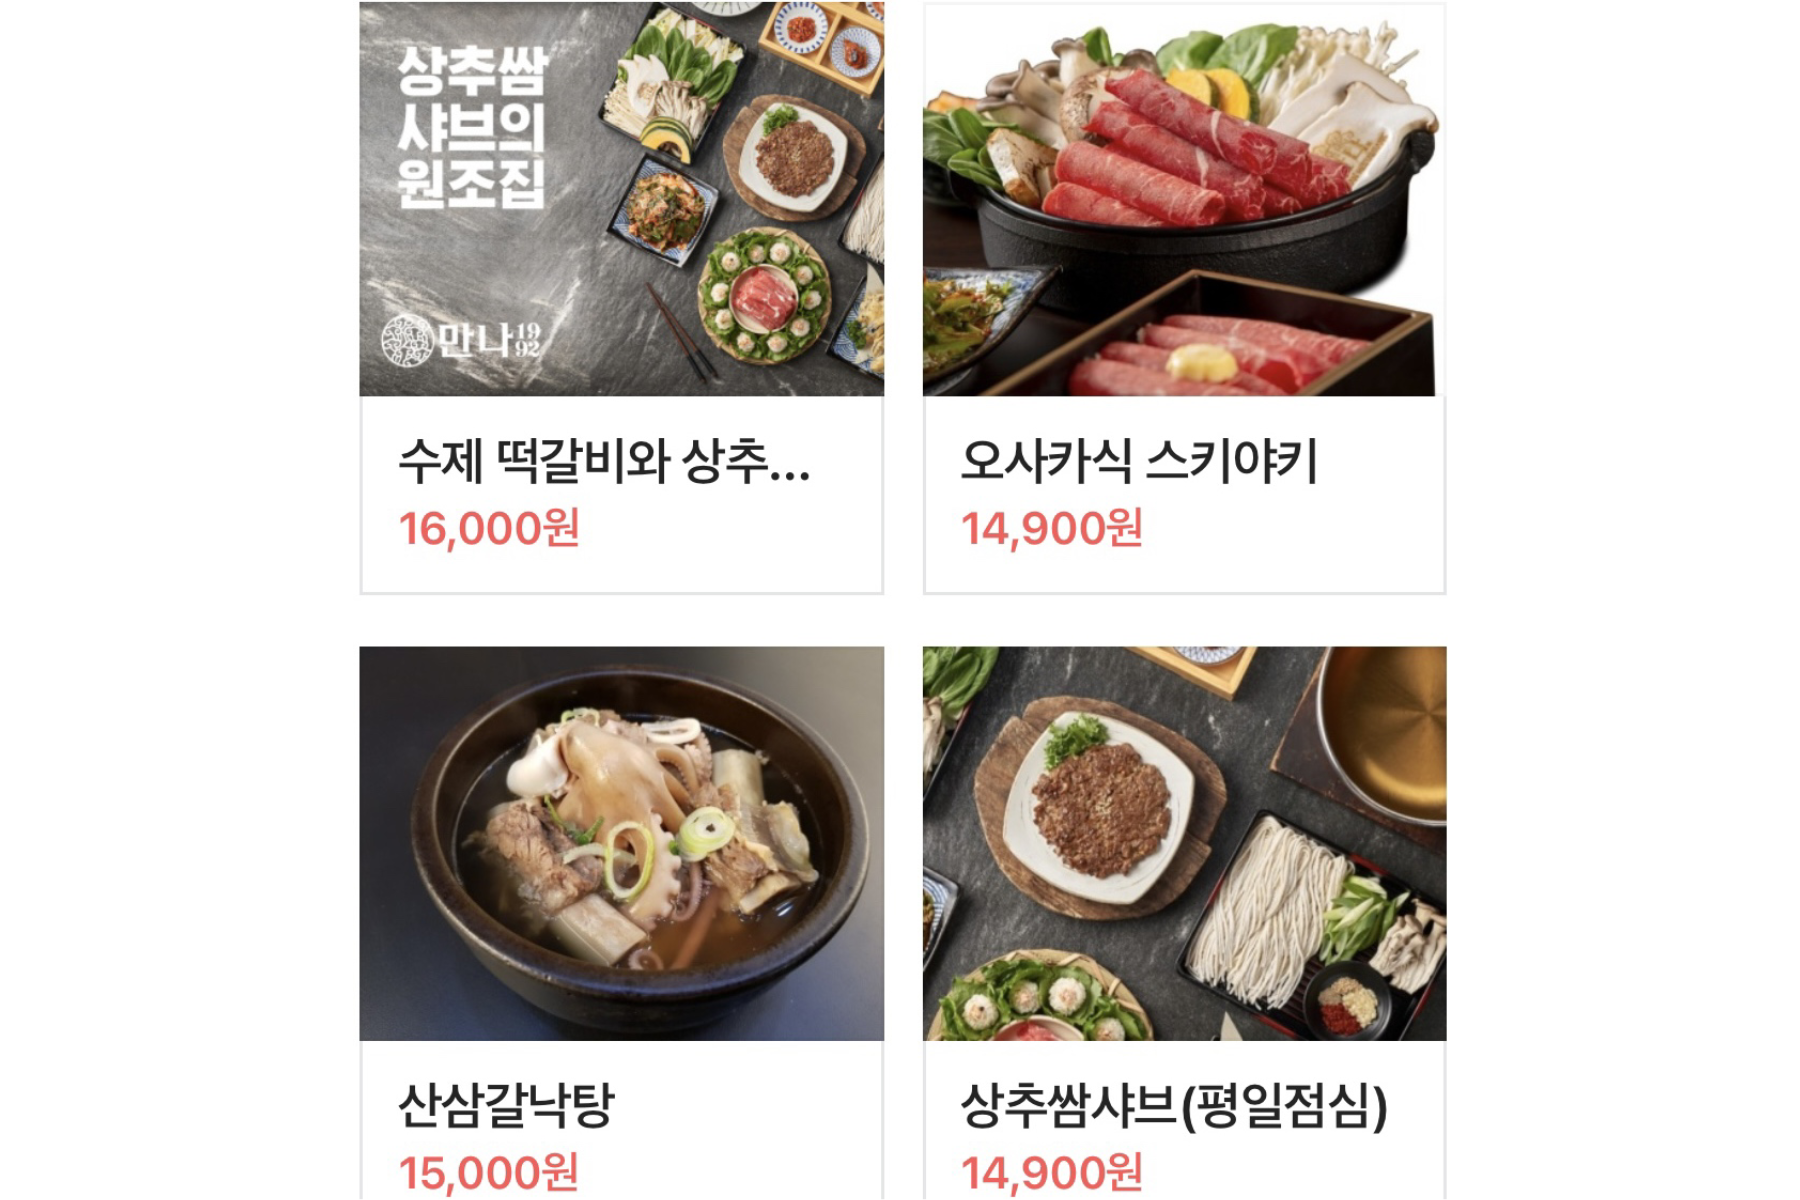 상추쌈
샤브의
원조집
만나 1992
수제 떡갈비와 상추...
16,000원
오사카식 스키야키
14,900원
산삼갈낙탕
15,000원
상추쌈샤브(평일점심)
14,900원